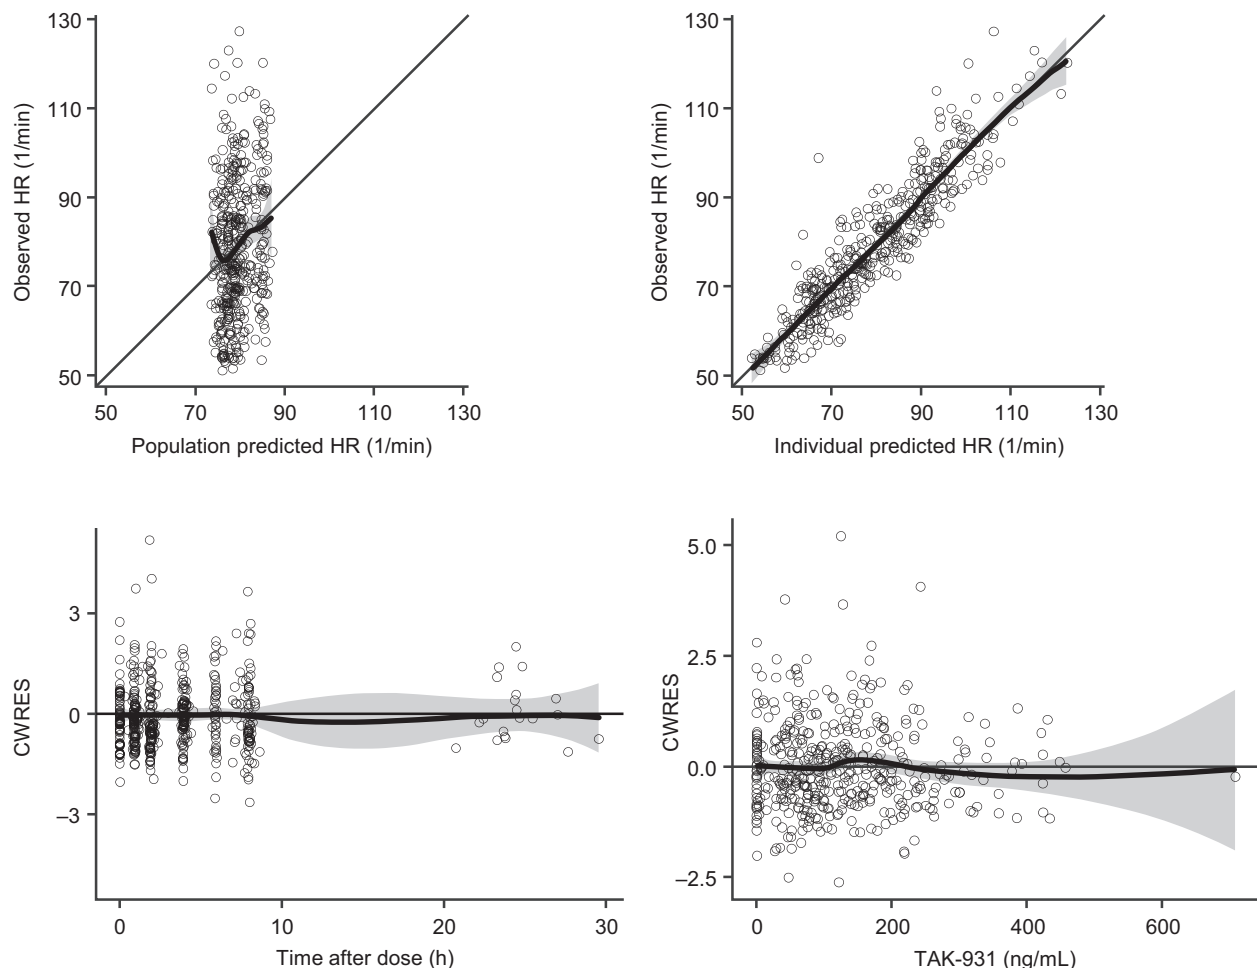 130
110
90
70
50
Observed HR (1/min)
50 70 90 110 130
Population predicted HR (1/min)
130
110
90
70
50
Observed HR (1/min)
50 70 90 110 130
Individual predicted HR (1/min)
3
0
–3
CWRES
0 10 20 30
Time after dose (h)
5.0
2.5
0.0
–2.5
CWRES
0 200 400 600
TAK-931 (ng/mL)